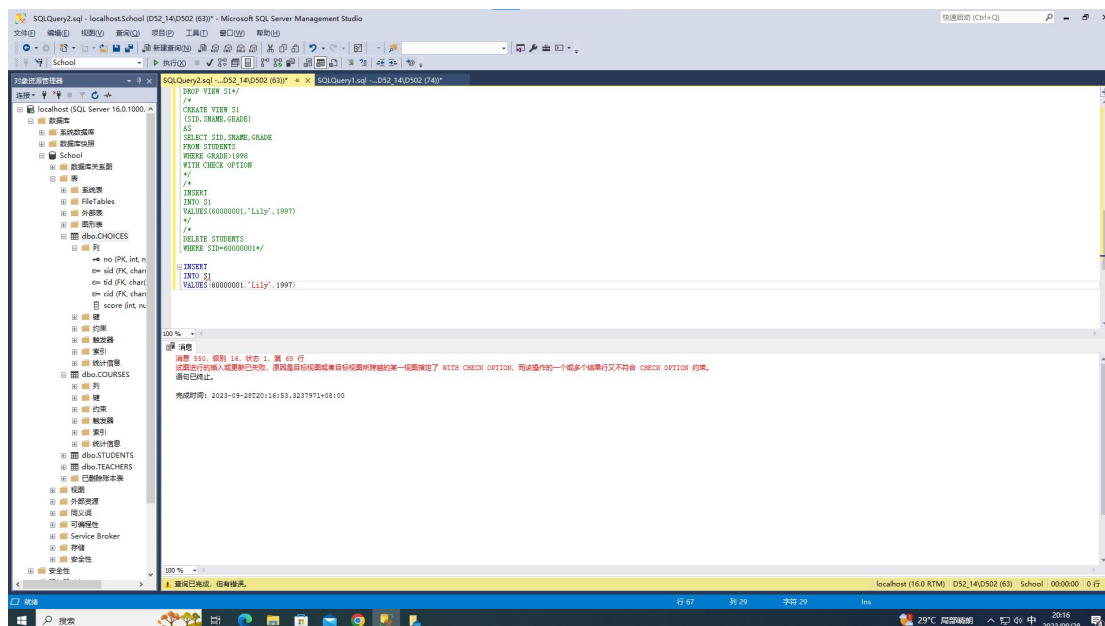 SQLQuery2.sql - localhost.School (D52_14\D502 (63))* - Microsoft SQL Server Management Studio
快速启动 (Ctrl+Q)
文件(F) 编辑(E) 视图(V) 查询(Q) 项目(P) 工具(T) 窗口(W) 帮助(H)
新建查询(N)
School
执行(X)
对象资源管理器
SQLQuery2.sql -...D52_14\D502 (63))*
SQLQuery1.sql -...D52_14\D502 (74))*
连接
localhost (SQL Server 16.0.1000.
数据库
系统数据库
数据库快照
School
数据库关系图
表
系统表
FileTables
外部表
图形表
dbo.CHOICES
列
no (PK, int, n
sid (FK, char(
tid (FK, char(
cid (FK, char(
score (int, nu
键
约束
触发器
索引
统计信息
dbo.COURSES
列
键
约束
触发器
索引
统计信息
dbo.STUDENTS
dbo.TEACHERS
已删除账本表
视图
外部资源
同义词
可编程性
Service Broker
存储
安全性
安全性
DROP VIEW S1*/
/*
CREATE VIEW S1
(SID,SNAME,GEADE)
AS
SELECT SID,SNAME,GRADE
FROM STUDENTS
WHERE GRADE>1998
WITH CHECK OPTION
*/
/*
INSERT
INTO S1
VALUES(60000001,'Lily',1997)
*/
/*
DELETE STUDENTS
WHERE SID=60000001*/
INSERT
INTO S1
VALUES(60000001,'Lily',1997)
100 %
消息
消息 550，级别 16，状态 1，第 65 行
试图进行的插入或更新已失败，原因是目标视图或者目标视图所跨越的某一视图指定了 WITH CHECK OPTION，而该操作的一个或多个结果行又不符合 CHECK OPTION 约束。
语句已终止。
完成时间: 2023-09-28T20:16:53.3237971+08:00
100 %
查询已完成，但有错误。
localhost (16.0 RTM) D52_14\D502 (63) School 00:00:00 0 行
就绪
行 67 列 29 字符 29 Ins
搜索
29°C 局部晴朗
中
20:16
2023/09/28